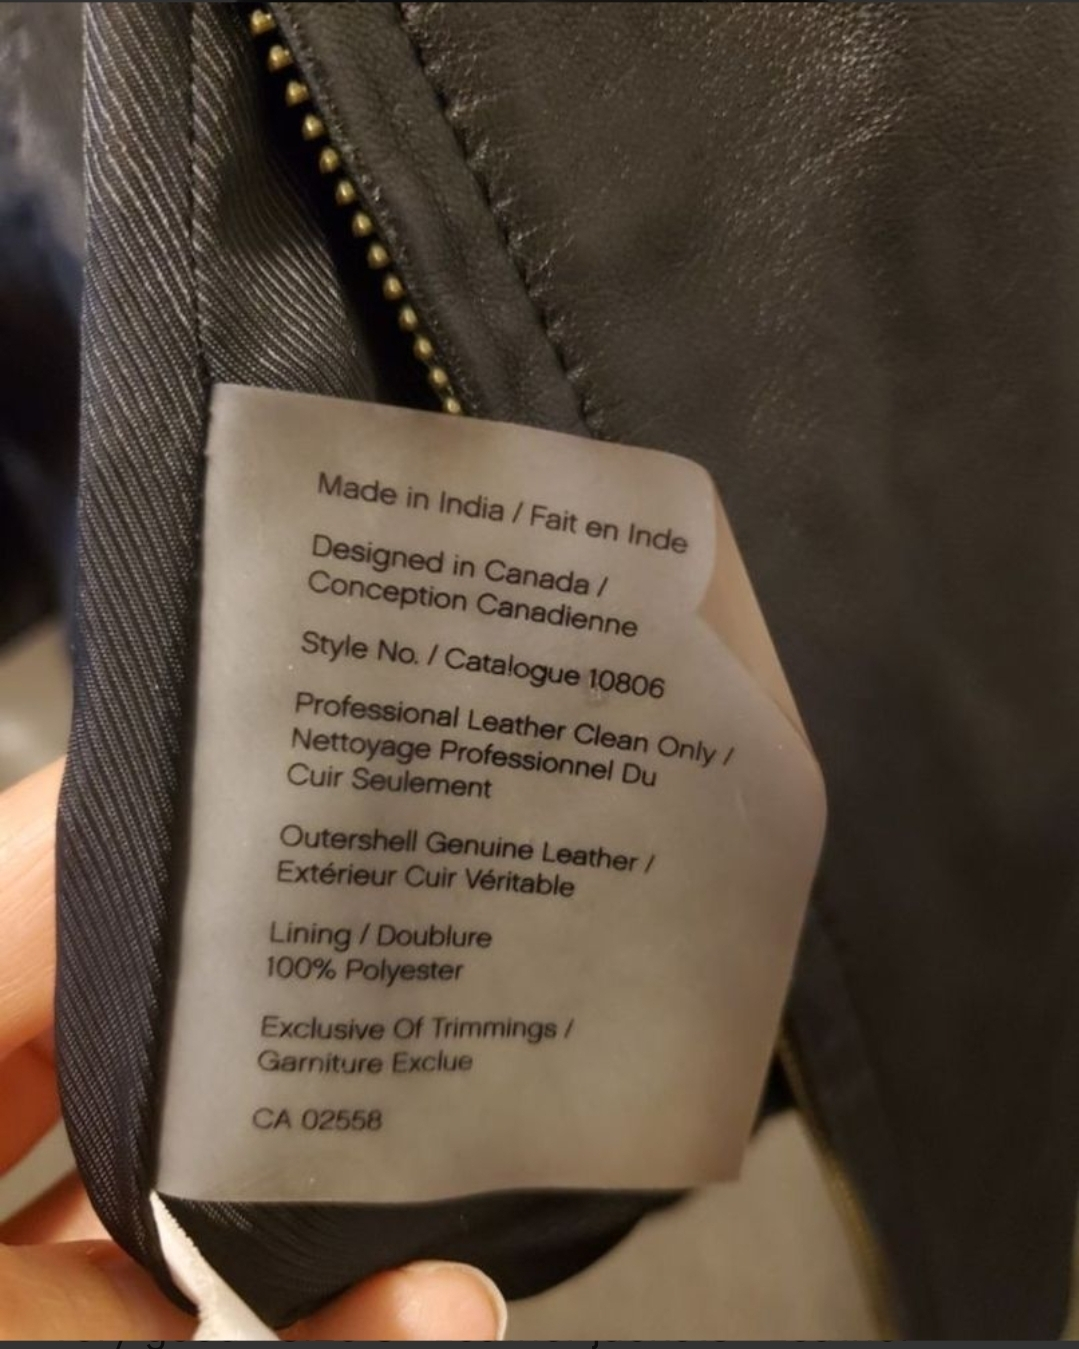 Made in India / Fait en Inde
Designed in Canada /
Conception Canadienne
Style No. / Catalogue 10806
Professional Leather Clean Only /
Nettoyage Professionnel Du
Cuir Seulement
Outershell Genuine Leather /
Extérieur Cuir Véritable
Lining / Doublure
100% Polyester
Exclusive Of Trimmings /
Garniture Exclue
CA 02558